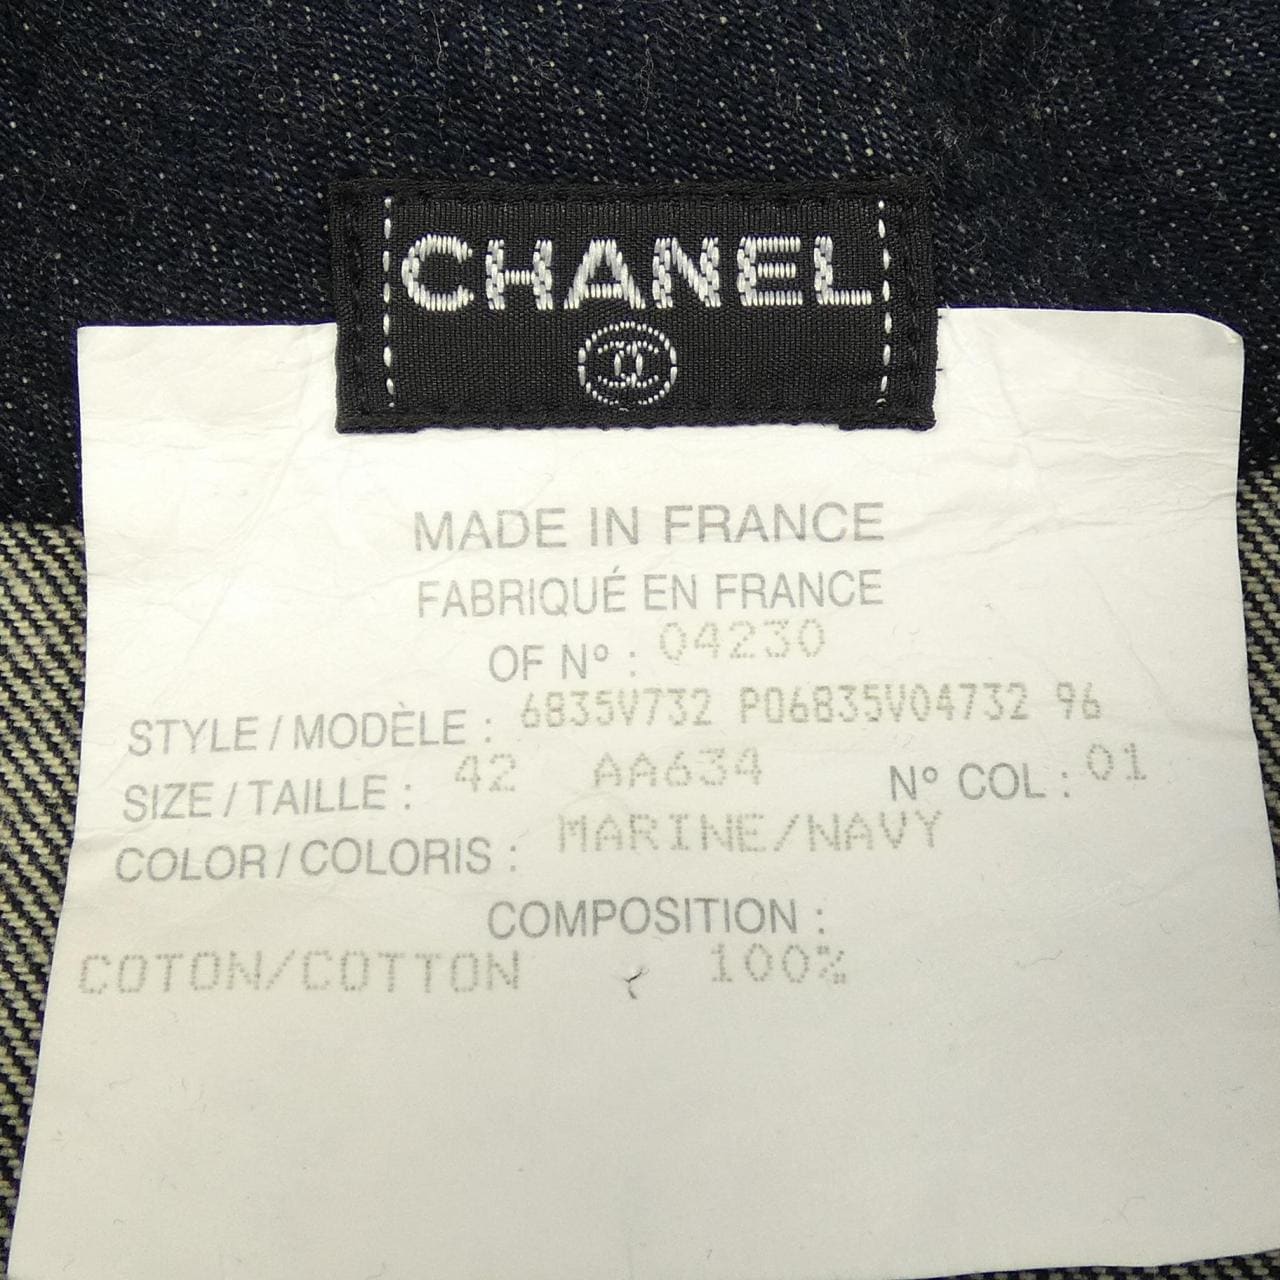 CHANEL
MADE IN FRANCE
FABRIQUÉ EN FRANCE
OF N° : 04230
STYLE / MODÈLE : 6835V732 P06835V04732 96
SIZE / TAILLE : 42 AA634 N° COL : 01
COLOR / COLORIS : MARINE/NAVY
COMPOSITION :
COTON/COTTON 100%